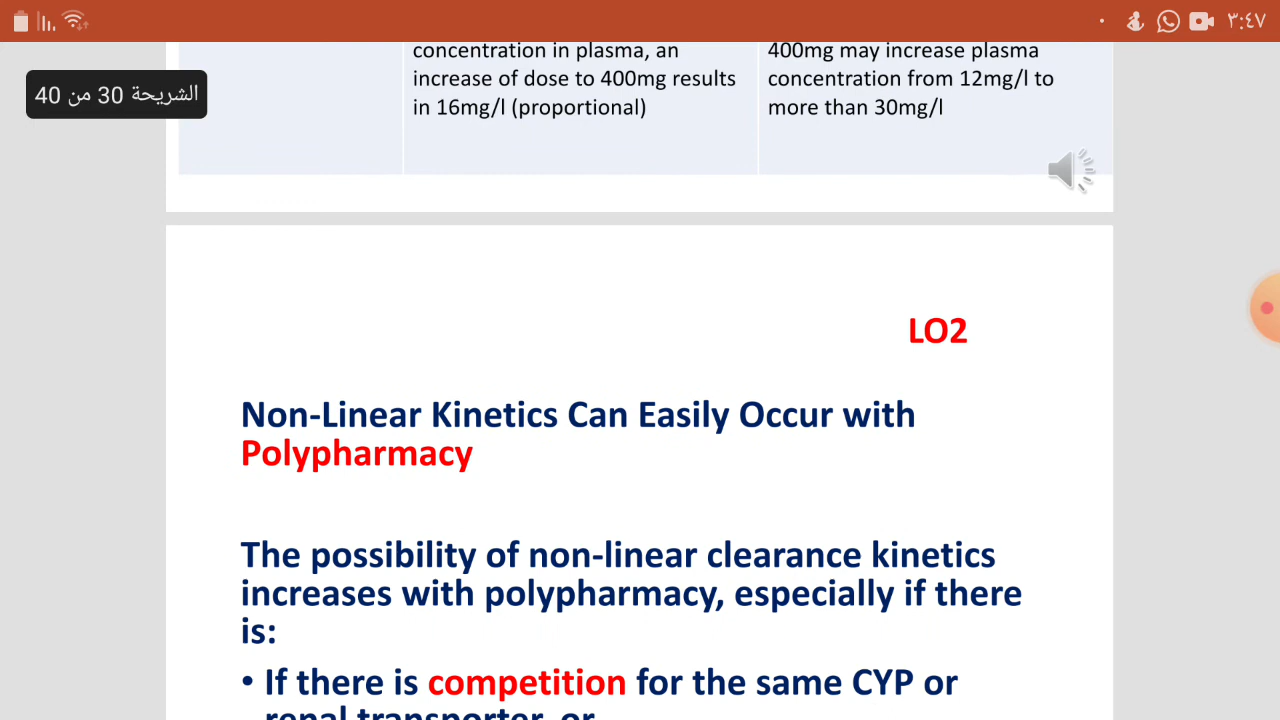 ٣:٤٧
concentration in plasma, an
increase of dose to 400mg results
in 16mg/l (proportional)
400mg may increase plasma
concentration from 12mg/l to
more than 30mg/l
الشريحة 30 من 40
LO2
Non-Linear Kinetics Can Easily Occur with
Polypharmacy
The possibility of non-linear clearance kinetics
increases with polypharmacy, especially if there
is:
• If there is competition for the same CYP or
renal transporter, or